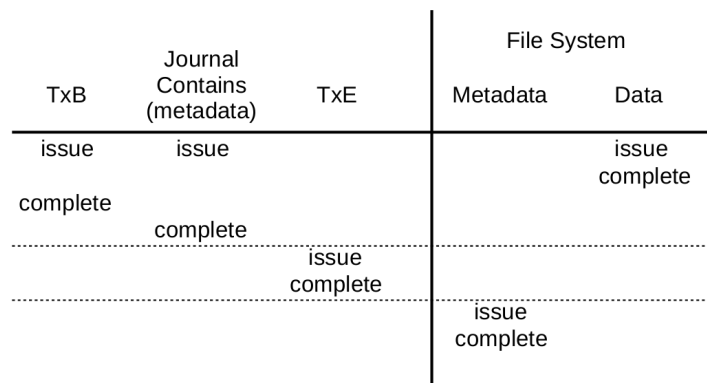 File System
Journal
Contains
(metadata)
TxB
TxE
Metadata
Data
issue issue issue
complete
complete
complete
issue
complete
issue
complete